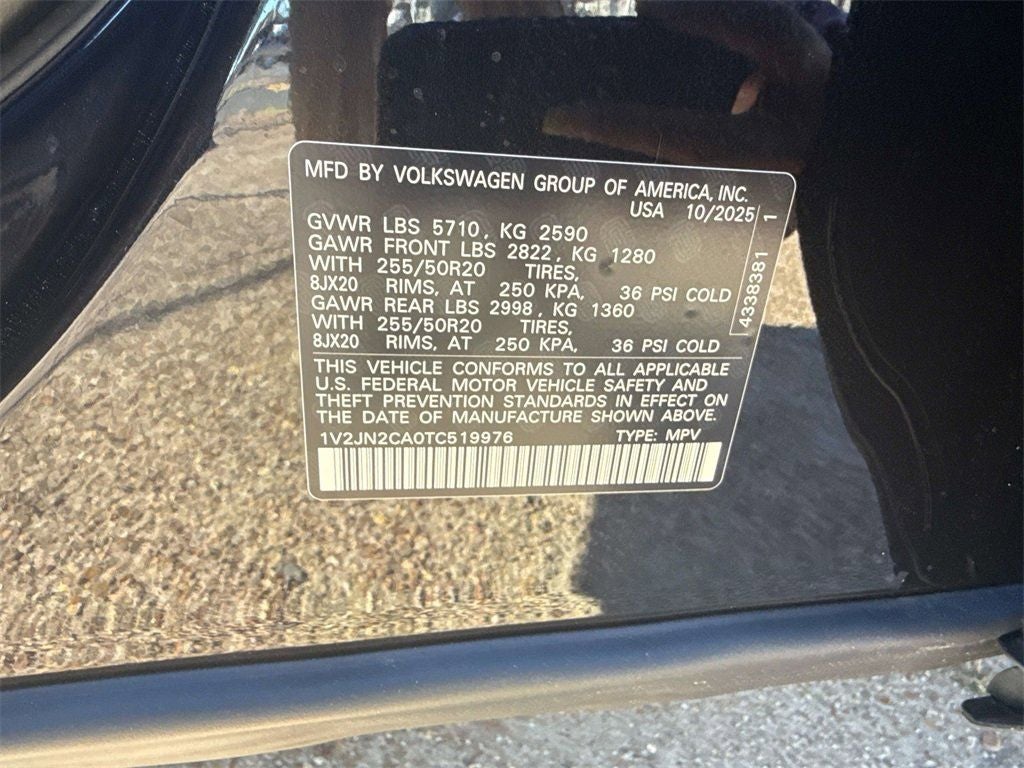 MFD BY VOLKSWAGEN GROUP OF AMERICA, INC.
USA 10/2025
GVWR LBS 5710, KG 2590
GAWR FRONT LBS 2822, KG 1280
WITH 255/50R20 TIRES,
8JX20 RIMS, AT 250 KPA, 36 PSI COLD
GAWR REAR LBS 2998, KG 1360
WITH 255/50R20 TIRES,
8JX20 RIMS, AT 250 KPA, 36 PSI COLD
THIS VEHICLE CONFORMS TO ALL APPLICABLE
U.S. FEDERAL MOTOR VEHICLE SAFETY AND
THEFT PREVENTION STANDARDS IN EFFECT ON
THE DATE OF MANUFACTURE SHOWN ABOVE.
1V2JN2CA0TC519976 TYPE: MPV
4338381 1